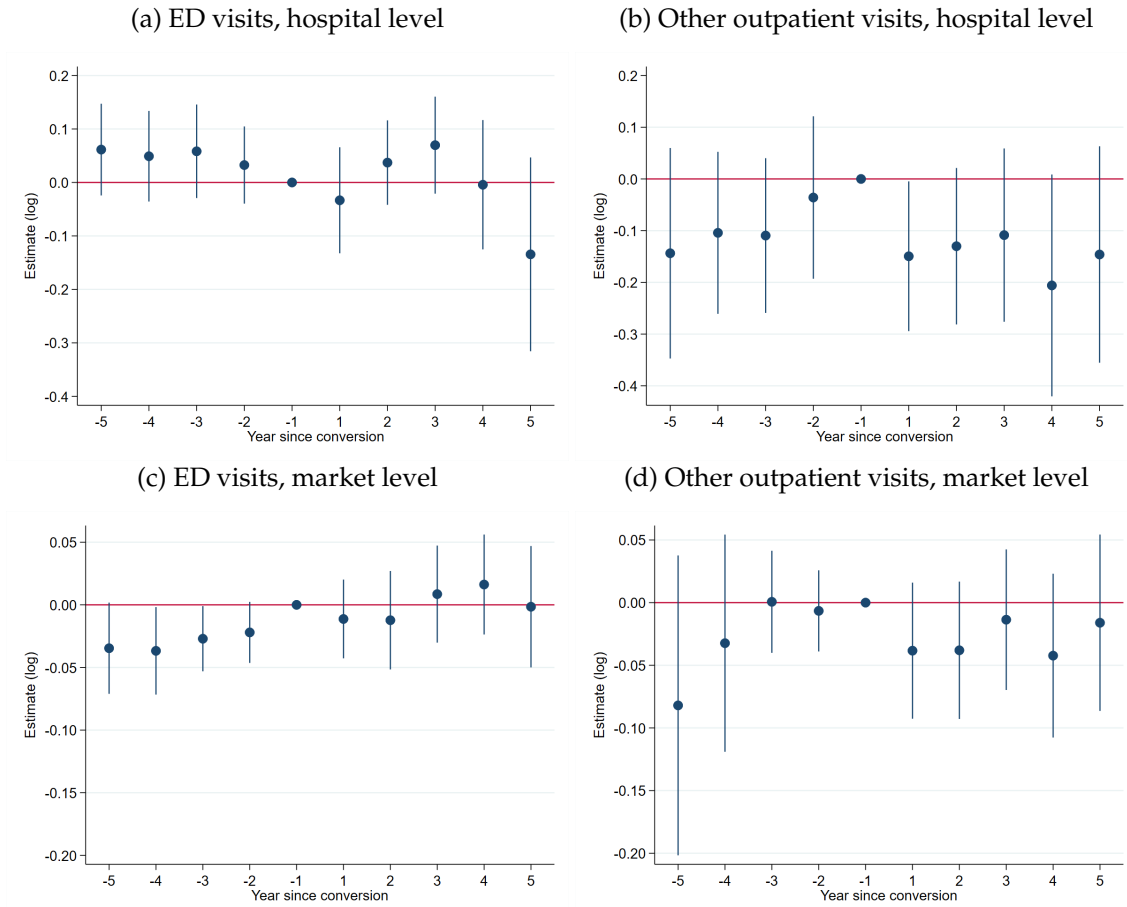 (a) ED visits, hospital level
0.2
0.1
0.0
-0.1
-0.2
-0.3
-0.4
Estimate (log)
-5 -4 -3 -2 -1 1 2 3 4 5
Year since conversion
(b) Other outpatient visits, hospital level
0.2
0.1
0.0
-0.1
-0.2
-0.3
-0.4
Estimate (log)
-5 -4 -3 -2 -1 1 2 3 4 5
Year since conversion
(c) ED visits, market level
0.05
0.00
-0.05
-0.10
-0.15
-0.20
Estimate (log)
-5 -4 -3 -2 -1 1 2 3 4 5
Year since conversion
(d) Other outpatient visits, market level
0.05
0.00
-0.05
-0.10
-0.15
-0.20
Estimate (log)
-5 -4 -3 -2 -1 1 2 3 4 5
Year since conversion